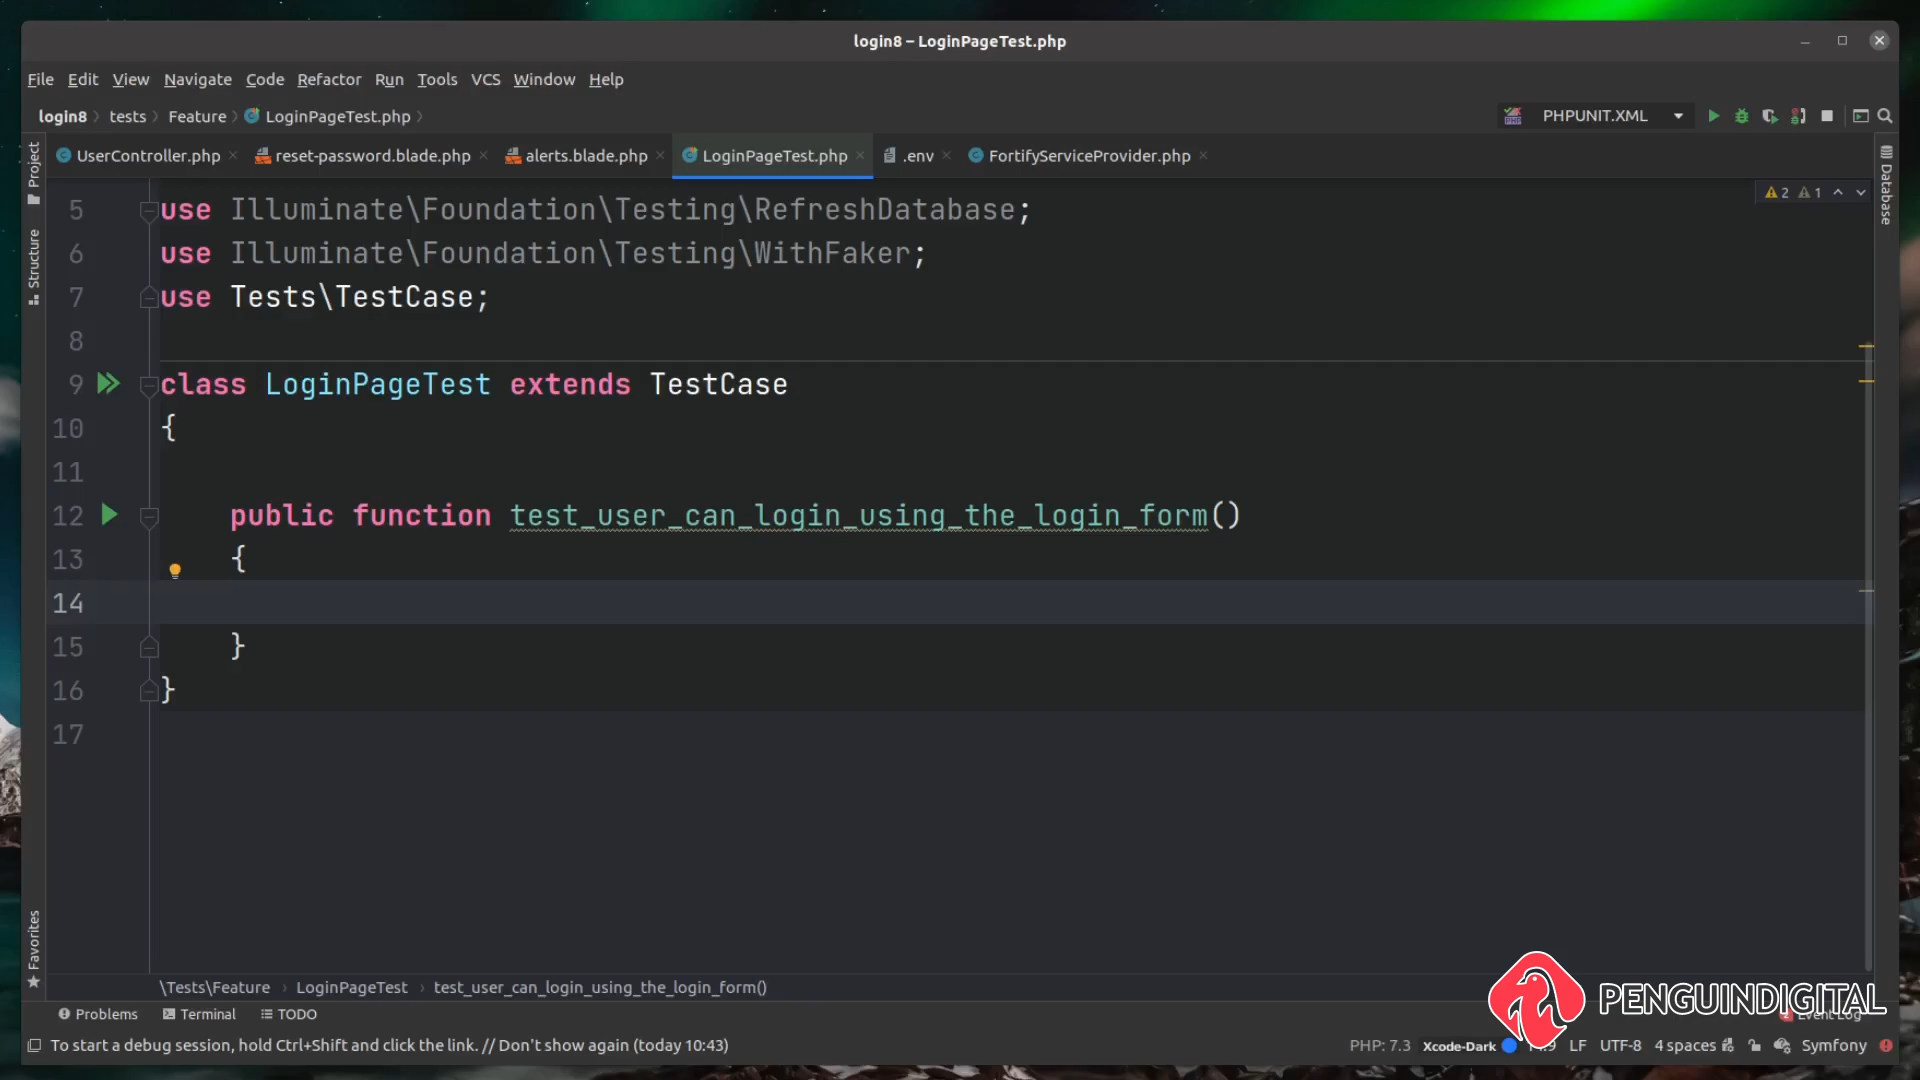 login8 – LoginPageTest.php
File Edit View Navigate Code Refactor Run Tools VCS Window Help
login8 tests Feature LoginPageTest.php
PHPUNIT.XML
UserController.php reset-password.blade.php alerts.blade.php LoginPageTest.php .env FortifyServiceProvider.php
Project
Structure
Favorites
Database
2 1
5 use Illuminate\Foundation\Testing\RefreshDatabase;
6 use Illuminate\Foundation\Testing\WithFaker;
7 use Tests\TestCase;
8
9 class LoginPageTest extends TestCase
10 {
11
12 public function test_user_can_login_using_the_login_form()
13 {
14
15 }
16 }
17
\Tests\Feature › LoginPageTest › test_user_can_login_using_the_login_form()
PENGUINDIGITAL
Problems Terminal TODO Event Log
To start a debug session, hold Ctrl+Shift and click the link. // Don't show again (today 10:43)
PHP: 7.3 Xcode-Dark LF UTF-8 4 spaces Symfony